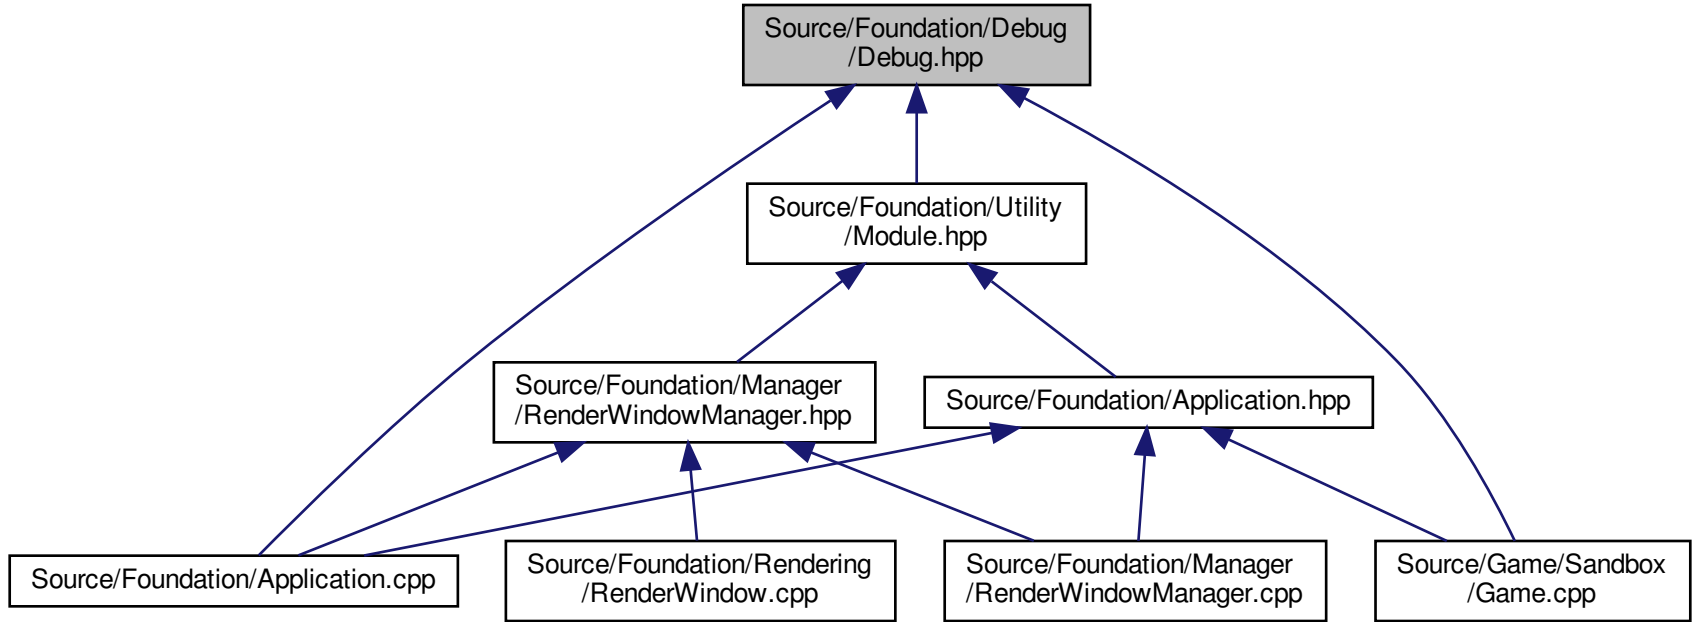 Source/Foundation/Debug
/Debug.hpp
Source/Foundation/Utility
/Module.hpp
Source/Foundation/Manager
/RenderWindowManager.hpp
Source/Foundation/Application.hpp
Source/Foundation/Application.cpp
Source/Foundation/Rendering
/RenderWindow.cpp
Source/Foundation/Manager
/RenderWindowManager.cpp
Source/Game/Sandbox
/Game.cpp